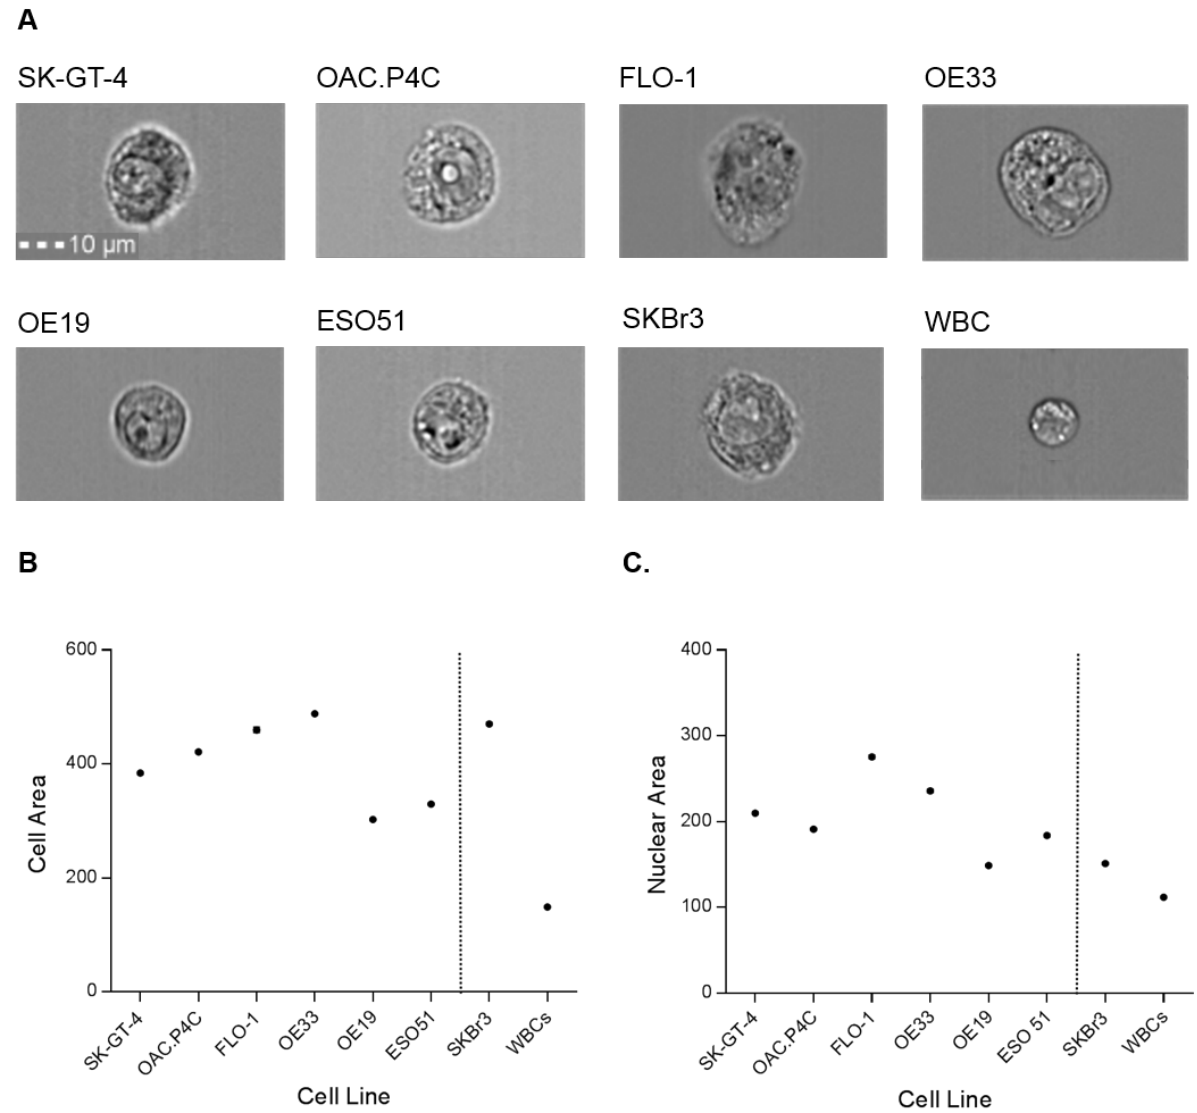 A
SK-GT-4 OAC.P4C FLO-1 OE33
10 µm
OE19 ESO51 SKBr3 WBC
B C.
600
400
200
0
Cell Area
SK-GT-4 OAC.P4C FLO-1 OE33 OE19 ESO51 SKBr3 WBCs
Cell Line
400
300
200
100
0
Nuclear Area
SK-GT-4 OAC.P4C FLO-1 OE33 OE19 ESO 51 SKBr3 WBCs
Cell Line